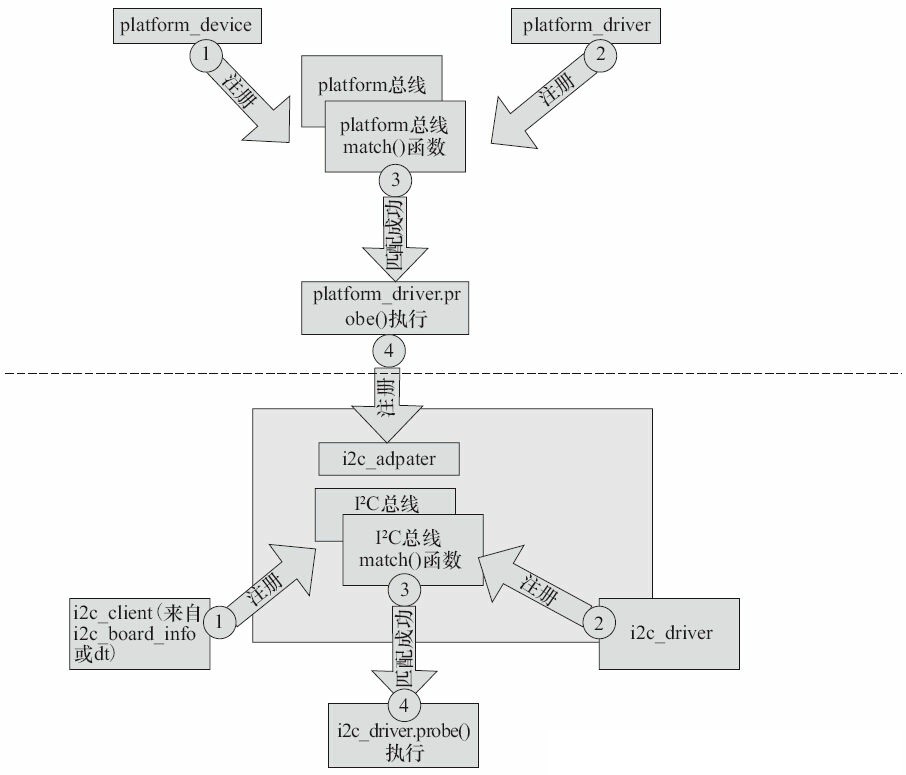 platform_device
platform_driver
1
2
注册
注册
platform总线
platform总线
match()函数
3
匹配成功
platform_driver.pr
obe()执行
4
注册
i2c_adpater
I²C总线
I²C总线
match()函数
注册
注册
3
i2c_client(来自
i2c_board_info
或dt)
1
2
i2c_driver
匹配成功
4
i2c_driver.probe()
执行